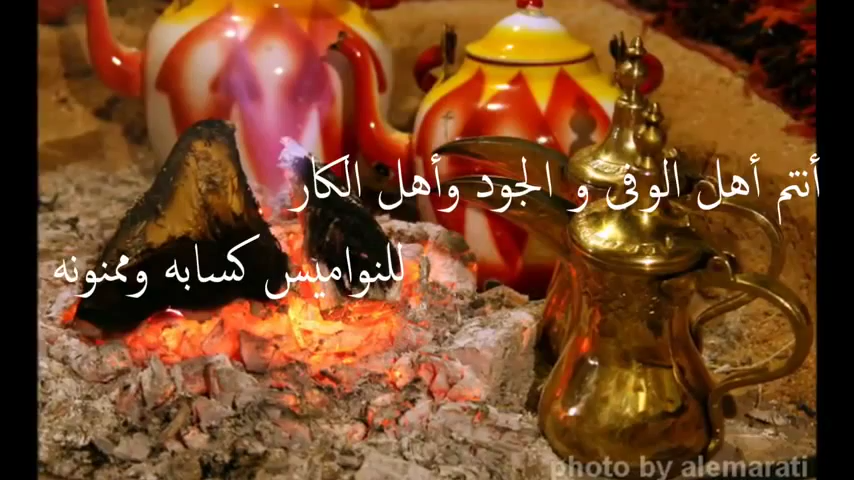 أنتم أهل الوفى و الجود وأهل الكار
للنواميس كسابه وممنونه
photo by alemarati